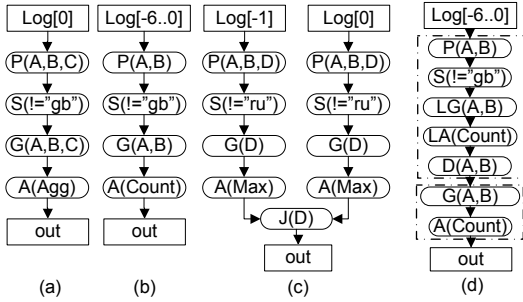 Log[0]
P(A,B,C)
S(!="gb")
G(A,B,C)
A(Agg)
out
(a)
Log[-6..0]
P(A,B)
S(!="gb")
G(A,B)
A(Count)
out
(b)
Log[-1]
P(A,B,D)
S(!="ru")
G(D)
A(Max)
Log[0]
P(A,B,D)
S(!="ru")
G(D)
A(Max)
J(D)
out
(c)
Log[-6..0]
P(A,B)
S(!="gb")
LG(A,B)
LA(Count)
D(A,B)
G(A,B)
A(Count)
out
(d)